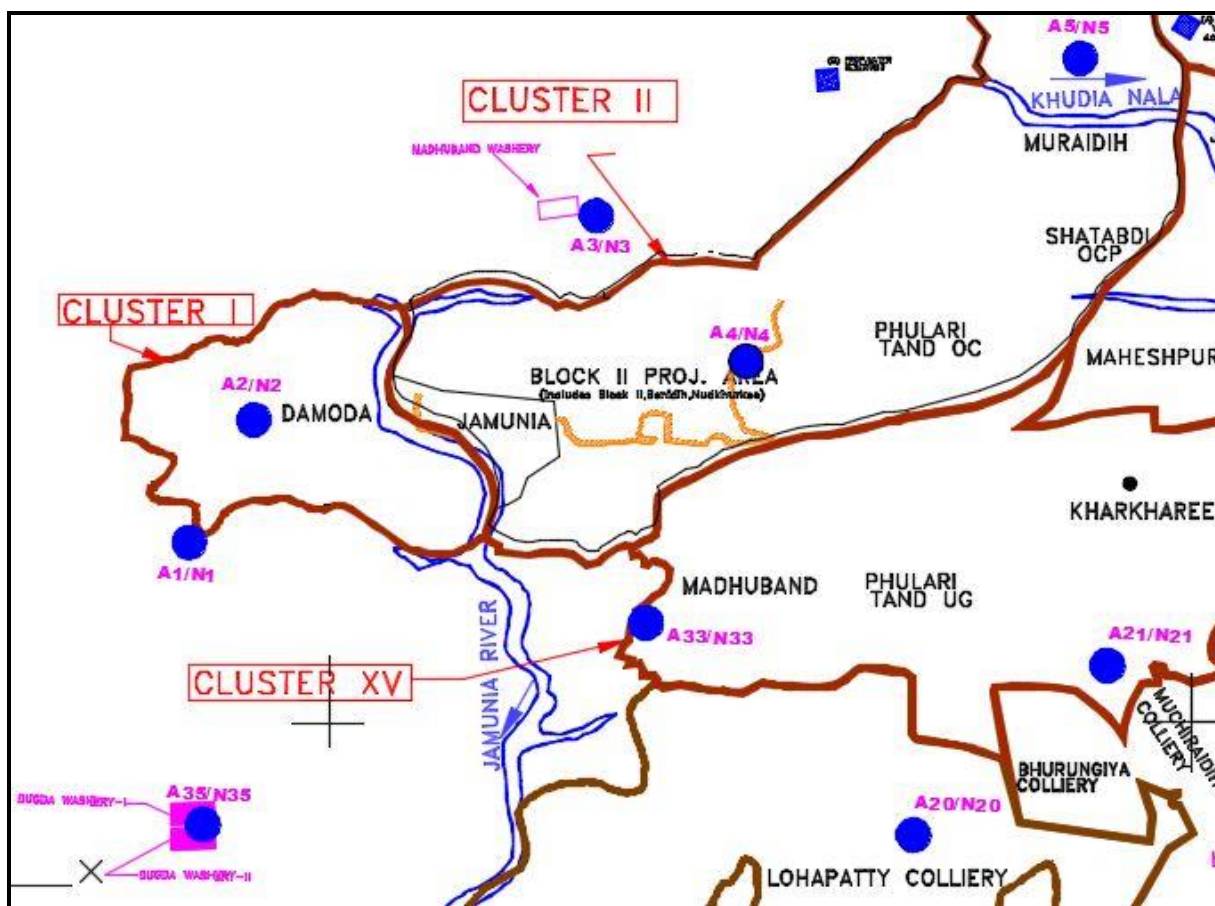 A5/N5
CLUSTER II
KHUDIA NALA
MADHUBAND WASHERY
MURAIDIH
A3/N3
SHATABDI
OCP
CLUSTER I
A4/N4
PHULARI
TAND OC
MAHESHPUR
A2/N2
BLOCK II PROJ. AREA
DAMODA
JAMUNIA
KHARKHAREE
A1/N1
MADHUBAND
PHULARI
TAND UG
A33/N33
A21/N21
CLUSTER XV
JAMUNIA RIVER
MUCHIRAIDIH
COLLIERY
BHURUNGIYA
COLLIERY
A35/N35
DUGDA WASHERY-I
A20/N20
DUGDA WASHERY-II
LOHAPATTY COLLIERY